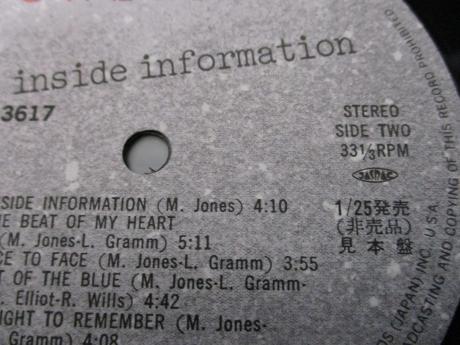 inside information
3617
STEREO
SIDE TWO
33⅓RPM
JASRAC
SIDE INFORMATION (M. Jones) 4:10
1/25発売
E BEAT OF MY HEART
(非売品)
(M. Jones-L. Gramm) 5:11
見本盤
CE TO FACE (M. Jones-L. Gramm) 3:55
T OF THE BLUE (M. Jones-L. Gramm-
. Elliot-R. Wills) 4:42
IGHT TO REMEMBER (M. Jones-
Gramm) 4:08
DS (JAPAN) INC. U.S.A.
DCASTING AND COPYING OF THIS RECORD PROHIBITED